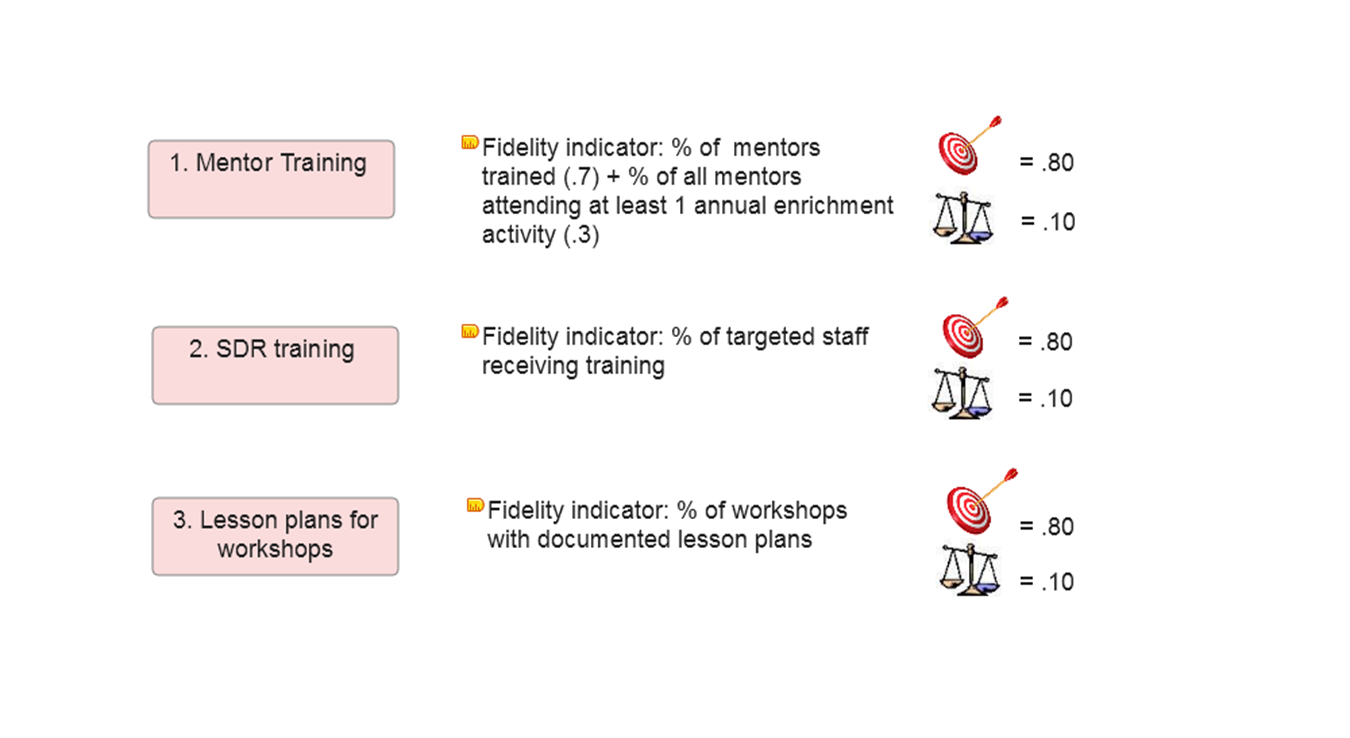 1. Mentor Training
Fidelity indicator: % of mentors
trained (.7) + % of all mentors
attending at least 1 annual enrichment
activity (.3)
= .80
= .10
2. SDR training
Fidelity indicator: % of targeted staff
receiving training
= .80
= .10
3. Lesson plans for
workshops
Fidelity indicator: % of workshops
with documented lesson plans
= .80
= .10